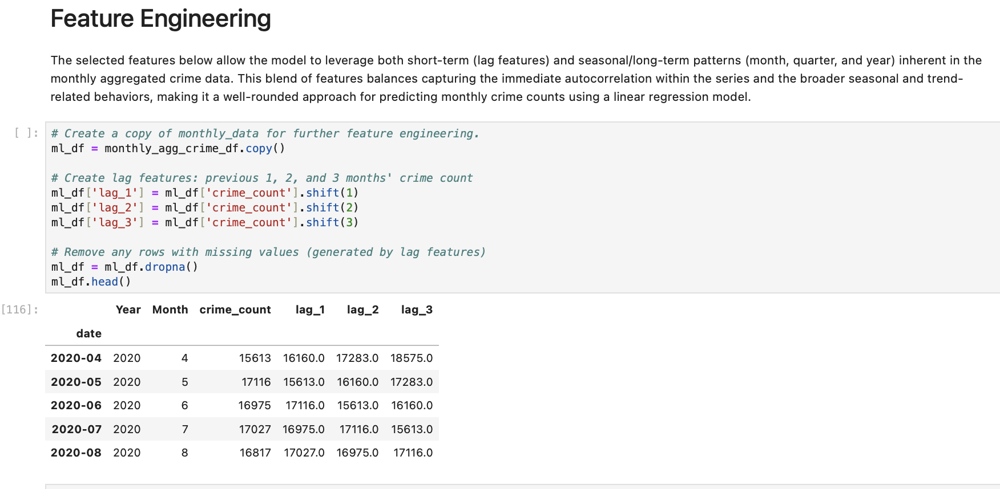 Feature Engineering
The selected features below allow the model to leverage both short-term (lag features) and seasonal/long-term patterns (month, quarter, and year) inherent in the
monthly aggregated crime data. This blend of features balances capturing the immediate autocorrelation within the series and the broader seasonal and trend-
related behaviors, making it a well-rounded approach for predicting monthly crime counts using a linear regression model.
[ ]:
# Create a copy of monthly_data for further feature engineering.
ml_df = monthly_agg_crime_df.copy()
# Create lag features: previous 1, 2, and 3 months' crime count
ml_df['lag_1'] = ml_df['crime_count'].shift(1)
ml_df['lag_2'] = ml_df['crime_count'].shift(2)
ml_df['lag_3'] = ml_df['crime_count'].shift(3)
# Remove any rows with missing values (generated by lag features)
ml_df = ml_df.dropna()
ml_df.head()
[116]:
Year Month crime_count lag_1 lag_2 lag_3
date
2020-04 2020 4 15613 16160.0 17283.0 18575.0
2020-05 2020 5 17116 15613.0 16160.0 17283.0
2020-06 2020 6 16975 17116.0 15613.0 16160.0
2020-07 2020 7 17027 16975.0 17116.0 15613.0
2020-08 2020 8 16817 17027.0 16975.0 17116.0